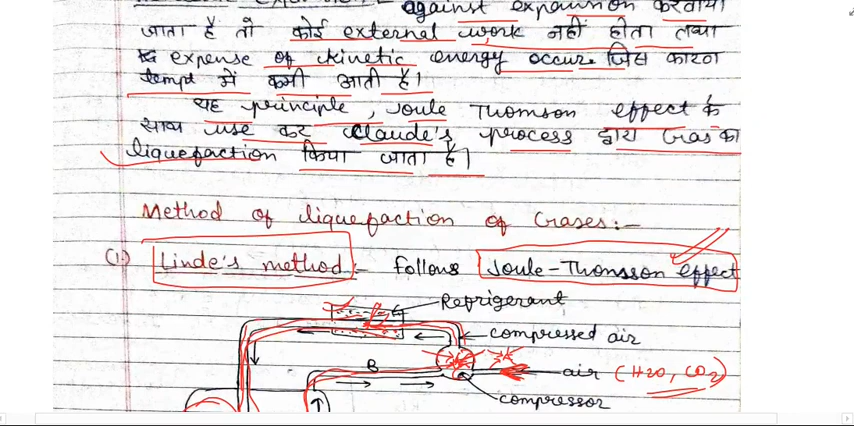 against expansion करवाया
जाता है तो कोई external work नहीं होता तथा
expense of kinetic energy occur जिस कारण
tempt में कमी आती है।
यह principle, Joule Thomson effect के
साथ use कर Claude's process द्वारा Gas का
liquefaction किया जाता है।
Method of liquefaction of Gases:-
(1) Linde's method:- Follows Joule-Thomsson effect
Refrigerant
compressed air
B
air (H2O, CO2)
compressor